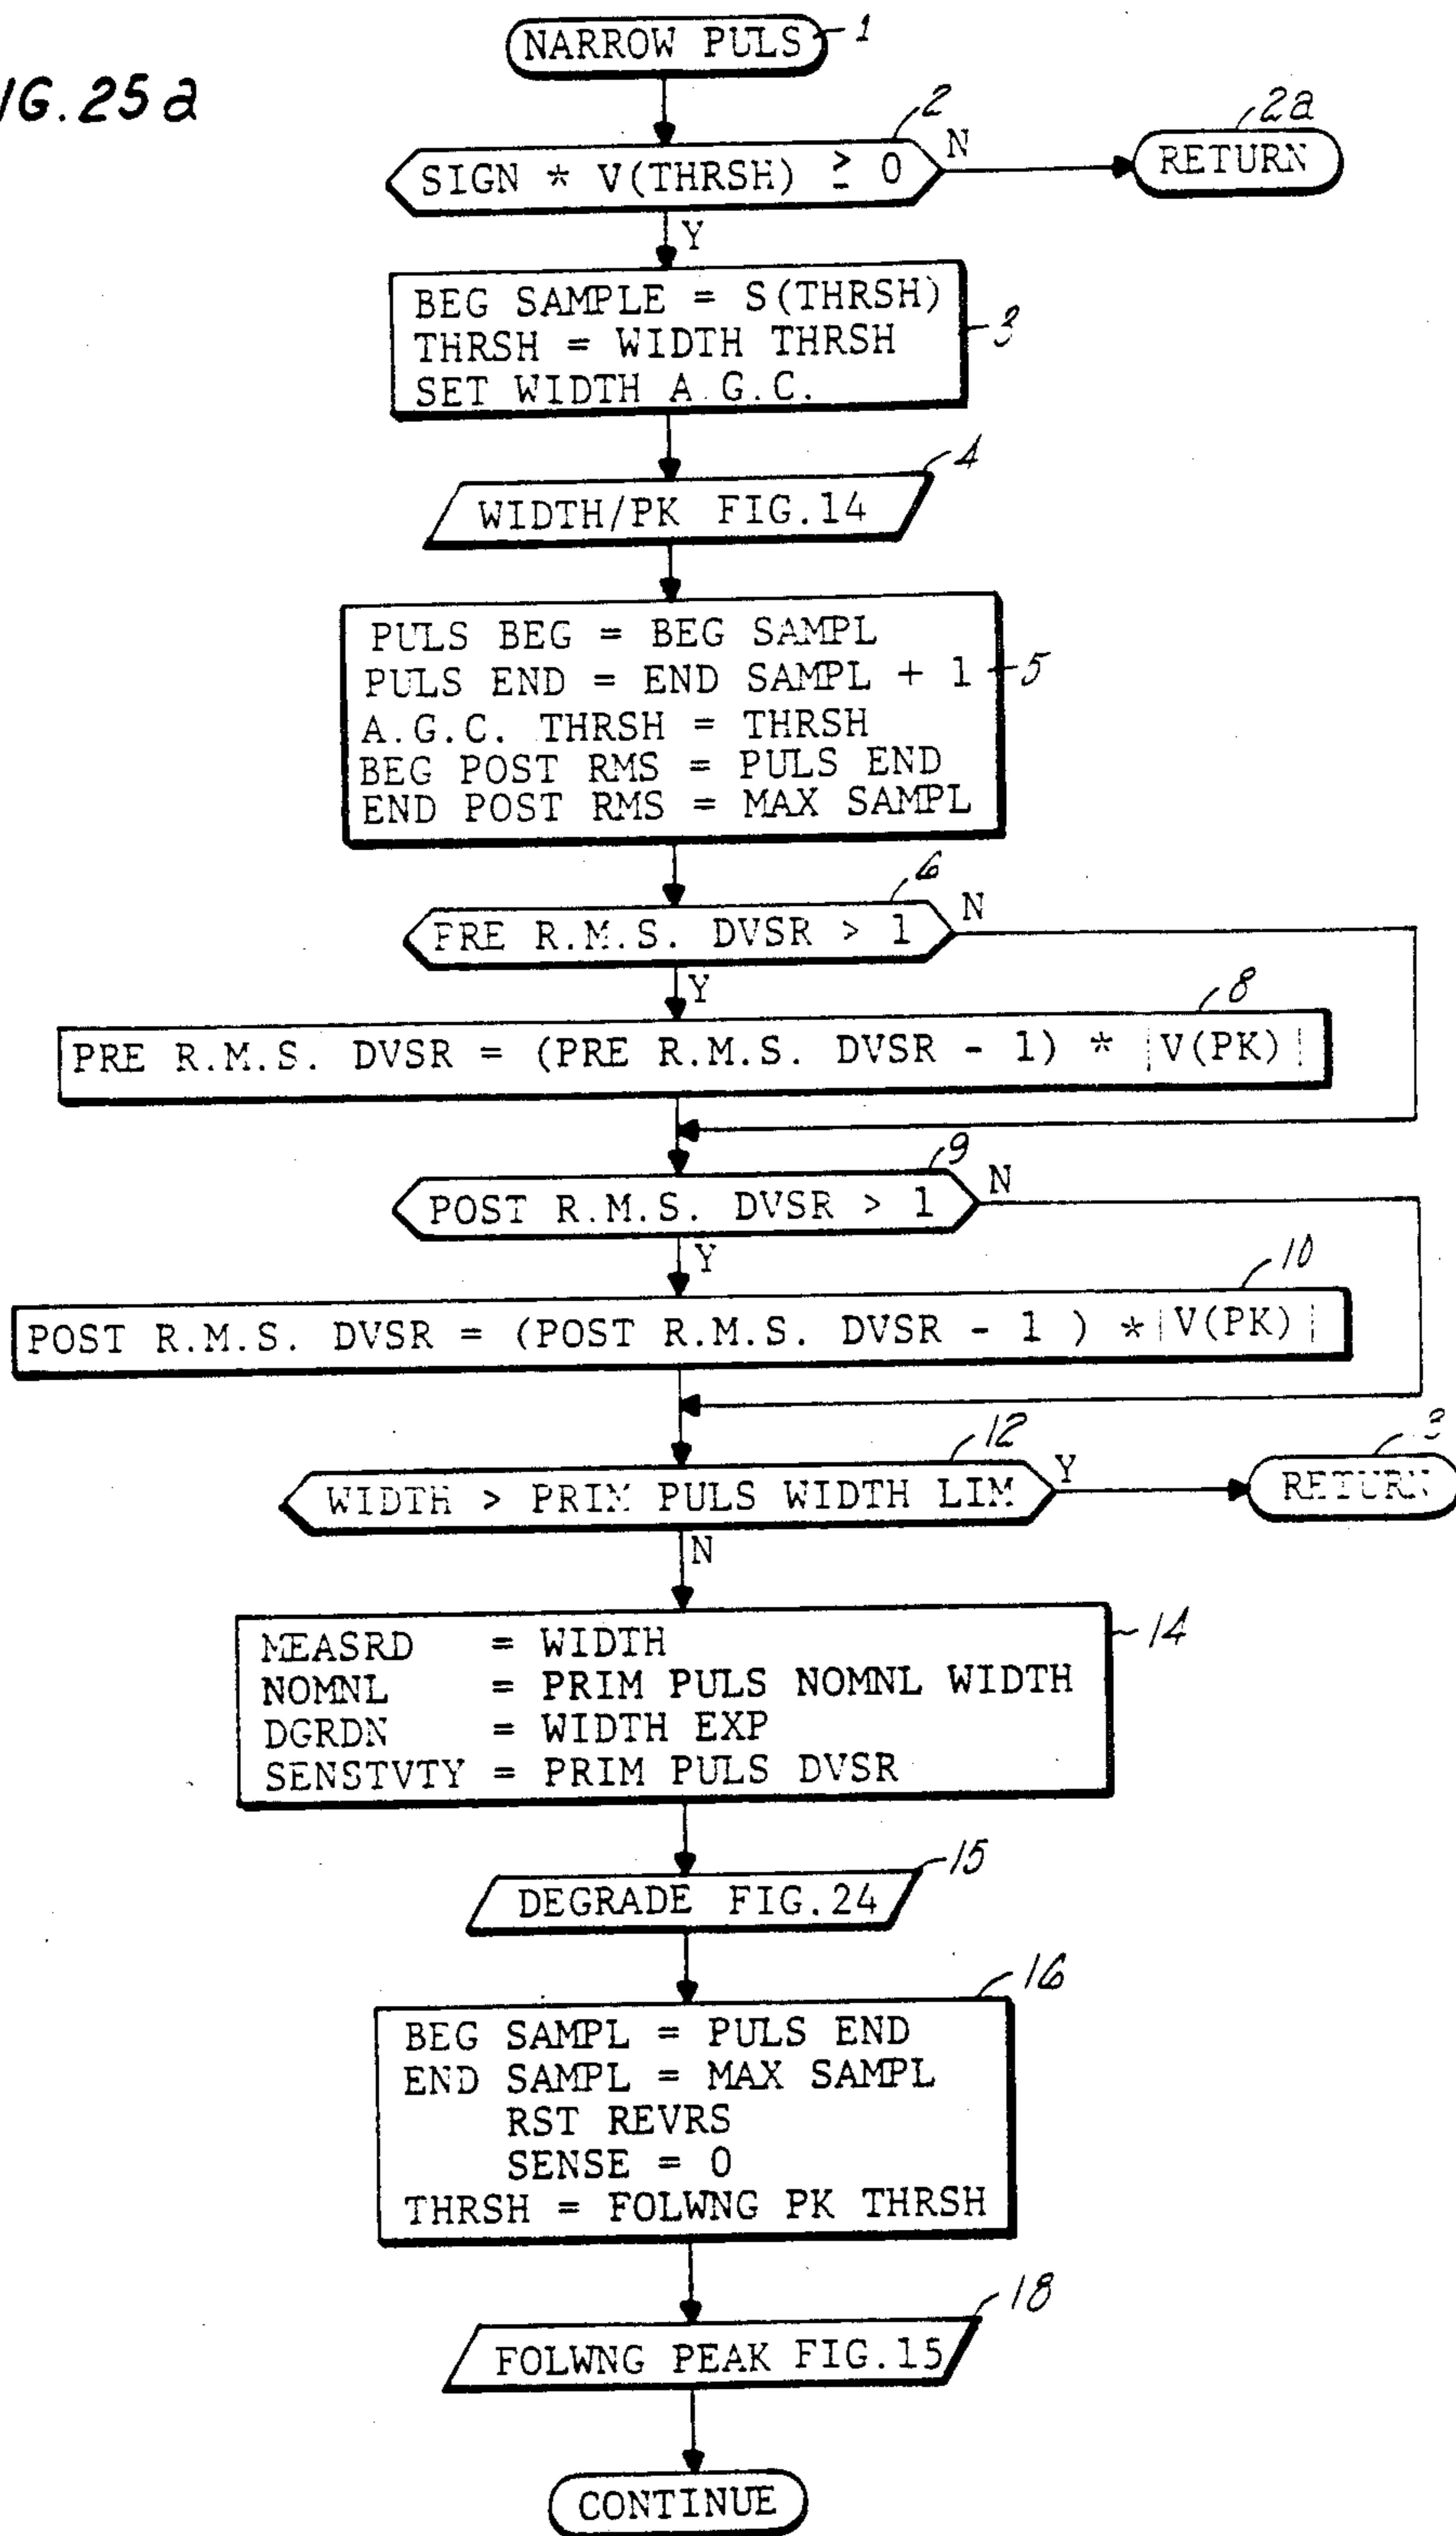 IG. 25a
NARROW PULS
1
2
SIGN * V(THRSH) ≥ 0
N
2a
RETURN
Y
BEG SAMPLE = S(THRSH)
THRSH = WIDTH THRSH
SET WIDTH A.G.C.
3
4
WIDTH/PK FIG.14
PULS BEG = BEG SAMPL
PULS END = END SAMPL + 1
A.G.C. THRSH = THRSH
BEG POST RMS = PULS END
END POST RMS = MAX SAMPL
5
6
PRE R.M.S. DVSR > 1
N
Y
8
PRE R.M.S. DVSR = (PRE R.M.S. DVSR - 1) * |V(PK)|
9
POST R.M.S. DVSR > 1
N
Y
10
POST R.M.S. DVSR = (POST R.M.S. DVSR - 1 ) * |V(PK)|
12
WIDTH > PRIM PULS WIDTH LIM
Y
3
RETURN
N
MEASRD = WIDTH
NOMNL = PRIM PULS NOMNL WIDTH
DGRDN = WIDTH EXP
SENSTVTY = PRIM PULS DVSR
14
15
DEGRADE FIG.24
16
BEG SAMPL = PULS END
END SAMPL = MAX SAMPL
RST REVRS
SENSE = 0
THRSH = FOLWNG PK THRSH
18
FOLWNG PEAK FIG.15
CONTINUE